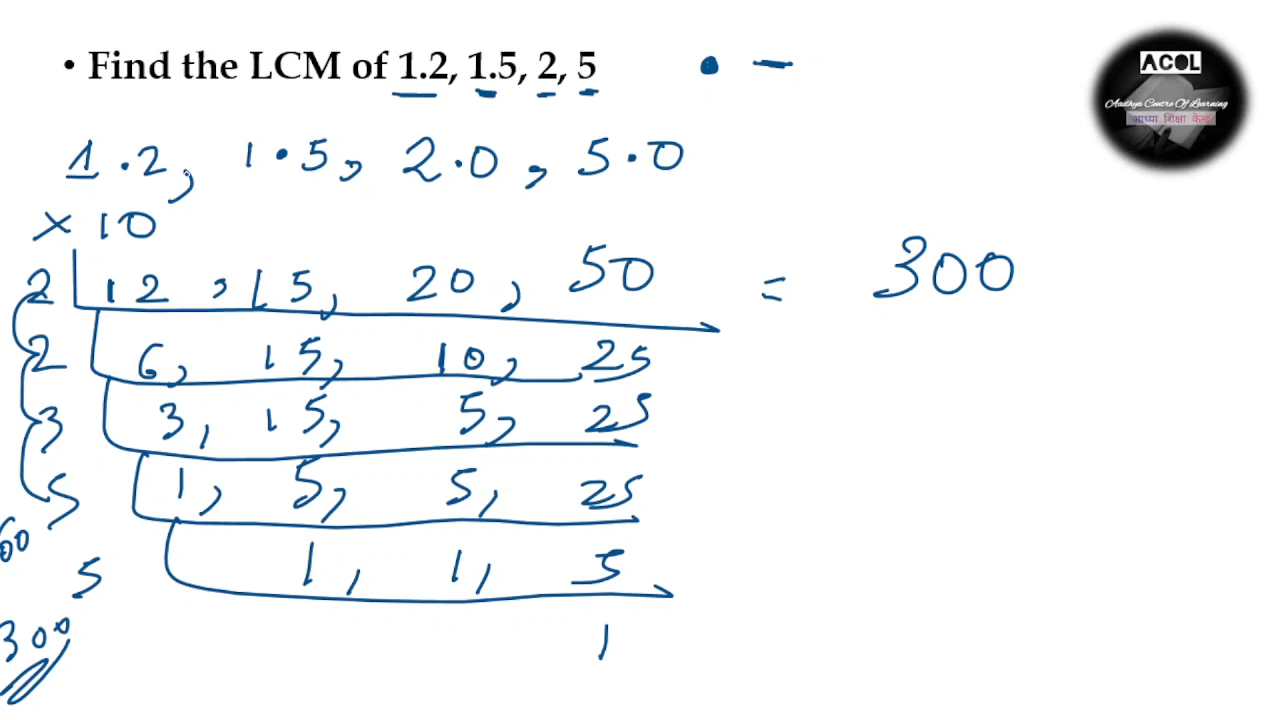 • Find the LCM of 1.2, 1.5, 2, 5
ACOL
Aadhya Centre Of Learning
आध्या शिक्षा केन्द्र
1.2, 1.5, 2.0, 5.0
× 10
2 12, 15, 20, 50 = 300
2 6, 15, 10, 25
3 3, 15, 5, 25
5 1, 5, 5, 25
60
5 1, 1, 5
300
1